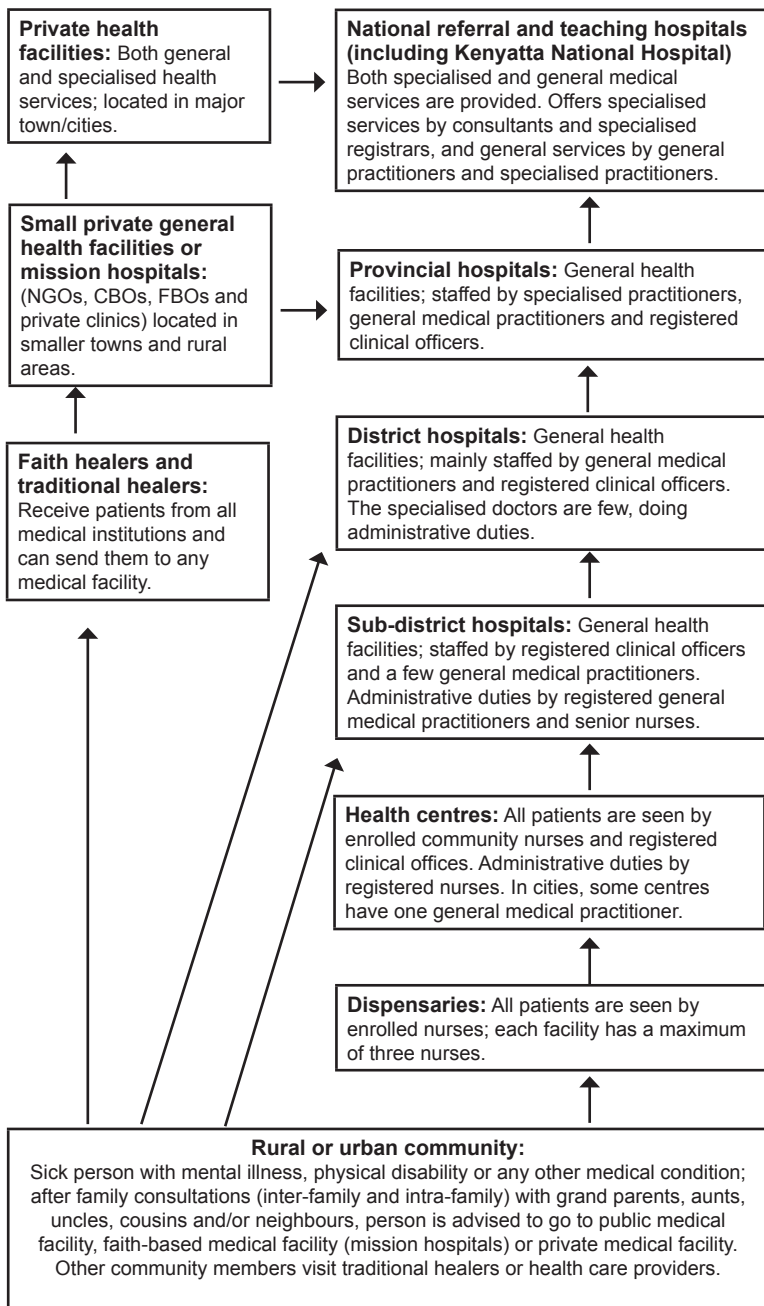 Private health
facilities: Both general
and specialised health
services; located in major
town/cities.
National referral and teaching hospitals
(including Kenyatta National Hospital)
Both specialised and general medical
services are provided. Offers specialised
services by consultants and specialised
registrars, and general services by general
practitioners and specialised practitioners.
Small private general
health facilities or
mission hospitals:
(NGOs, CBOs, FBOs and
private clinics) located in
smaller towns and rural
areas.
Provincial hospitals: General health
facilities; staffed by specialised practitioners,
general medical practitioners and registered
clinical officers.
Faith healers and
traditional healers:
Receive patients from all
medical institutions and
can send them to any
medical facility.
District hospitals: General health
facilities; mainly staffed by general medical
practitioners and registered clinical officers.
The specialised doctors are few, doing
administrative duties.
Sub-district hospitals: General health
facilities; staffed by registered clinical officers
and a few general medical practitioners.
Administrative duties by registered general
medical practitioners and senior nurses.
Health centres: All patients are seen by
enrolled community nurses and registered
clinical offices. Administrative duties by
registered nurses. In cities, some centres
have one general medical practitioner.
Dispensaries: All patients are seen by
enrolled nurses; each facility has a maximum
of three nurses.
Rural or urban community:
Sick person with mental illness, physical disability or any other medical condition;
after family consultations (inter-family and intra-family) with grand parents, aunts,
uncles, cousins and/or neighbours, person is advised to go to public medical
facility, faith-based medical facility (mission hospitals) or private medical facility.
Other community members visit traditional healers or health care providers.